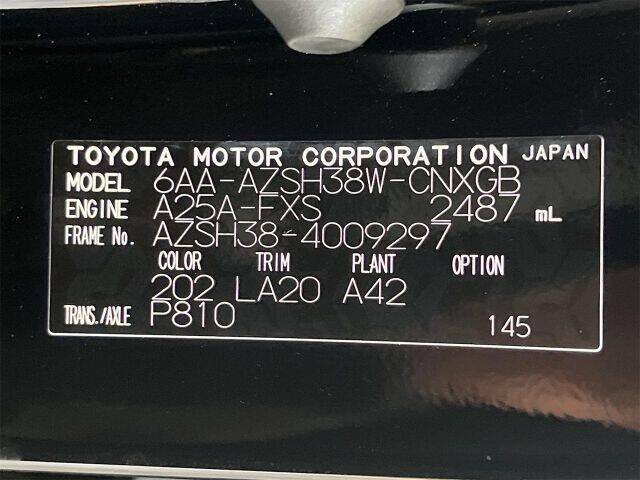 TOYOTA MOTOR CORPORATION JAPAN
MODEL 6AA-AZSH38W-CNXGB
ENGINE A25A-FXS 2487 mL
FRAME No. AZSH38-4009297
COLOR TRIM PLANT OPTION
202 LA20 A42
TRANS./AXLE P810
145